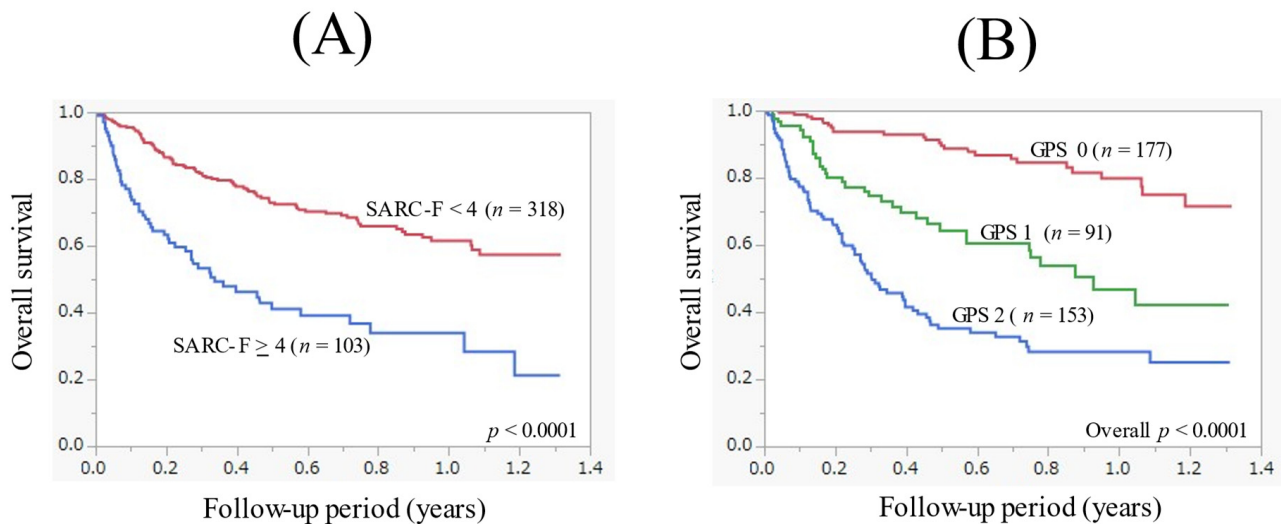 (A)
1.0
0.8
0.6
0.4
0.2
0.0
Overall survival
SARC-F < 4 (n = 318)
SARC-F ≥ 4 (n = 103)
p < 0.0001
0.0 0.2 0.4 0.6 0.8 1.0 1.2 1.4
Follow-up period (years)
(B)
1.0
0.8
0.6
0.4
0.2
0.0
Overall survival
GPS 0 (n = 177)
GPS 1 (n = 91)
GPS 2 ( n = 153)
Overall p < 0.0001
0.0 0.2 0.4 0.6 0.8 1.0 1.2 1.4
Follow-up period (years)